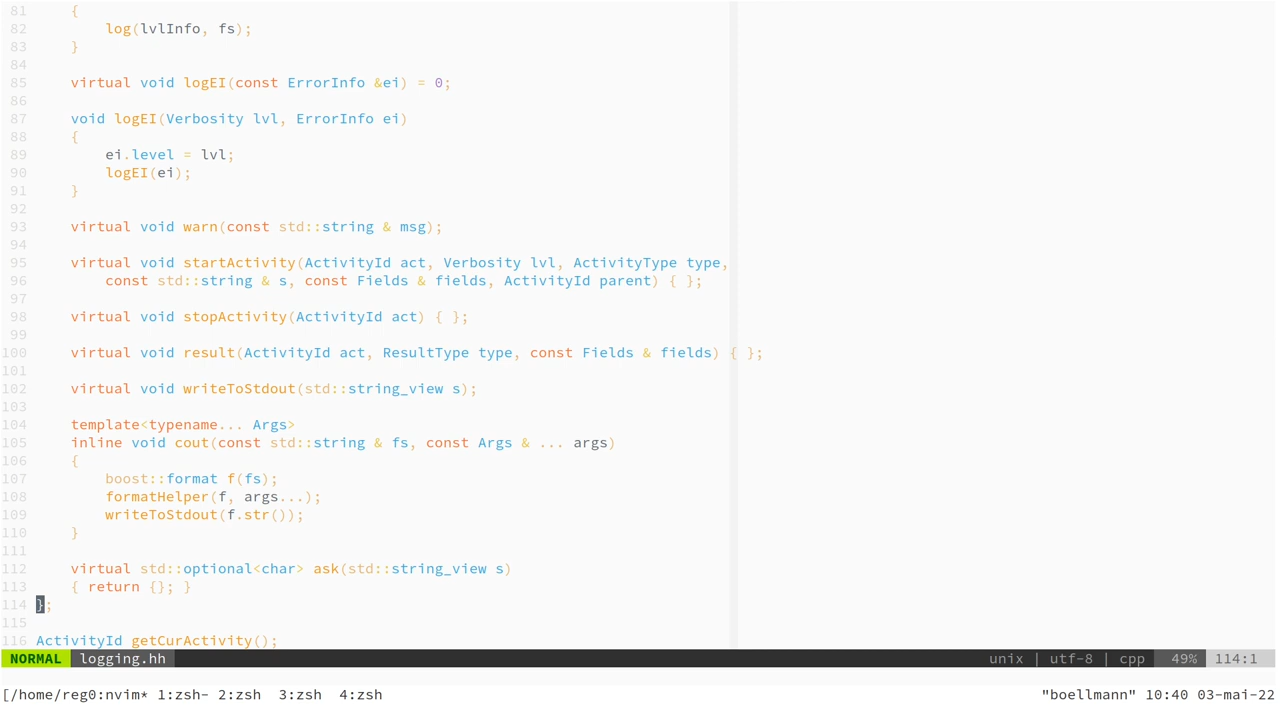 81     {
82         log(lvlInfo, fs);
83     }
84
85     virtual void logEI(const ErrorInfo &ei) = 0;
86
87     void logEI(Verbosity lvl, ErrorInfo ei)
88     {
89         ei.level = lvl;
90         logEI(ei);
91     }
92
93     virtual void warn(const std::string & msg);
94
95     virtual void startActivity(ActivityId act, Verbosity lvl, ActivityType type,
96         const std::string & s, const Fields & fields, ActivityId parent) { };
97
98     virtual void stopActivity(ActivityId act) { };
99
100     virtual void result(ActivityId act, ResultType type, const Fields & fields) { };
101
102     virtual void writeToStdout(std::string_view s);
103
104     template<typename... Args>
105     inline void cout(const std::string & fs, const Args & ... args)
106     {
107         boost::format f(fs);
108         formatHelper(f, args...);
109         writeToStdout(f.str());
110     }
111
112     virtual std::optional<char> ask(std::string_view s)
113     { return {}; }
114 };
115
116 ActivityId getCurActivity();
NORMAL logging.hh unix | utf-8 | cpp 49% 114:1
[/home/reg0:nvim* 1:zsh- 2:zsh  3:zsh  4:zsh "boellmann" 10:40 03-mai-22